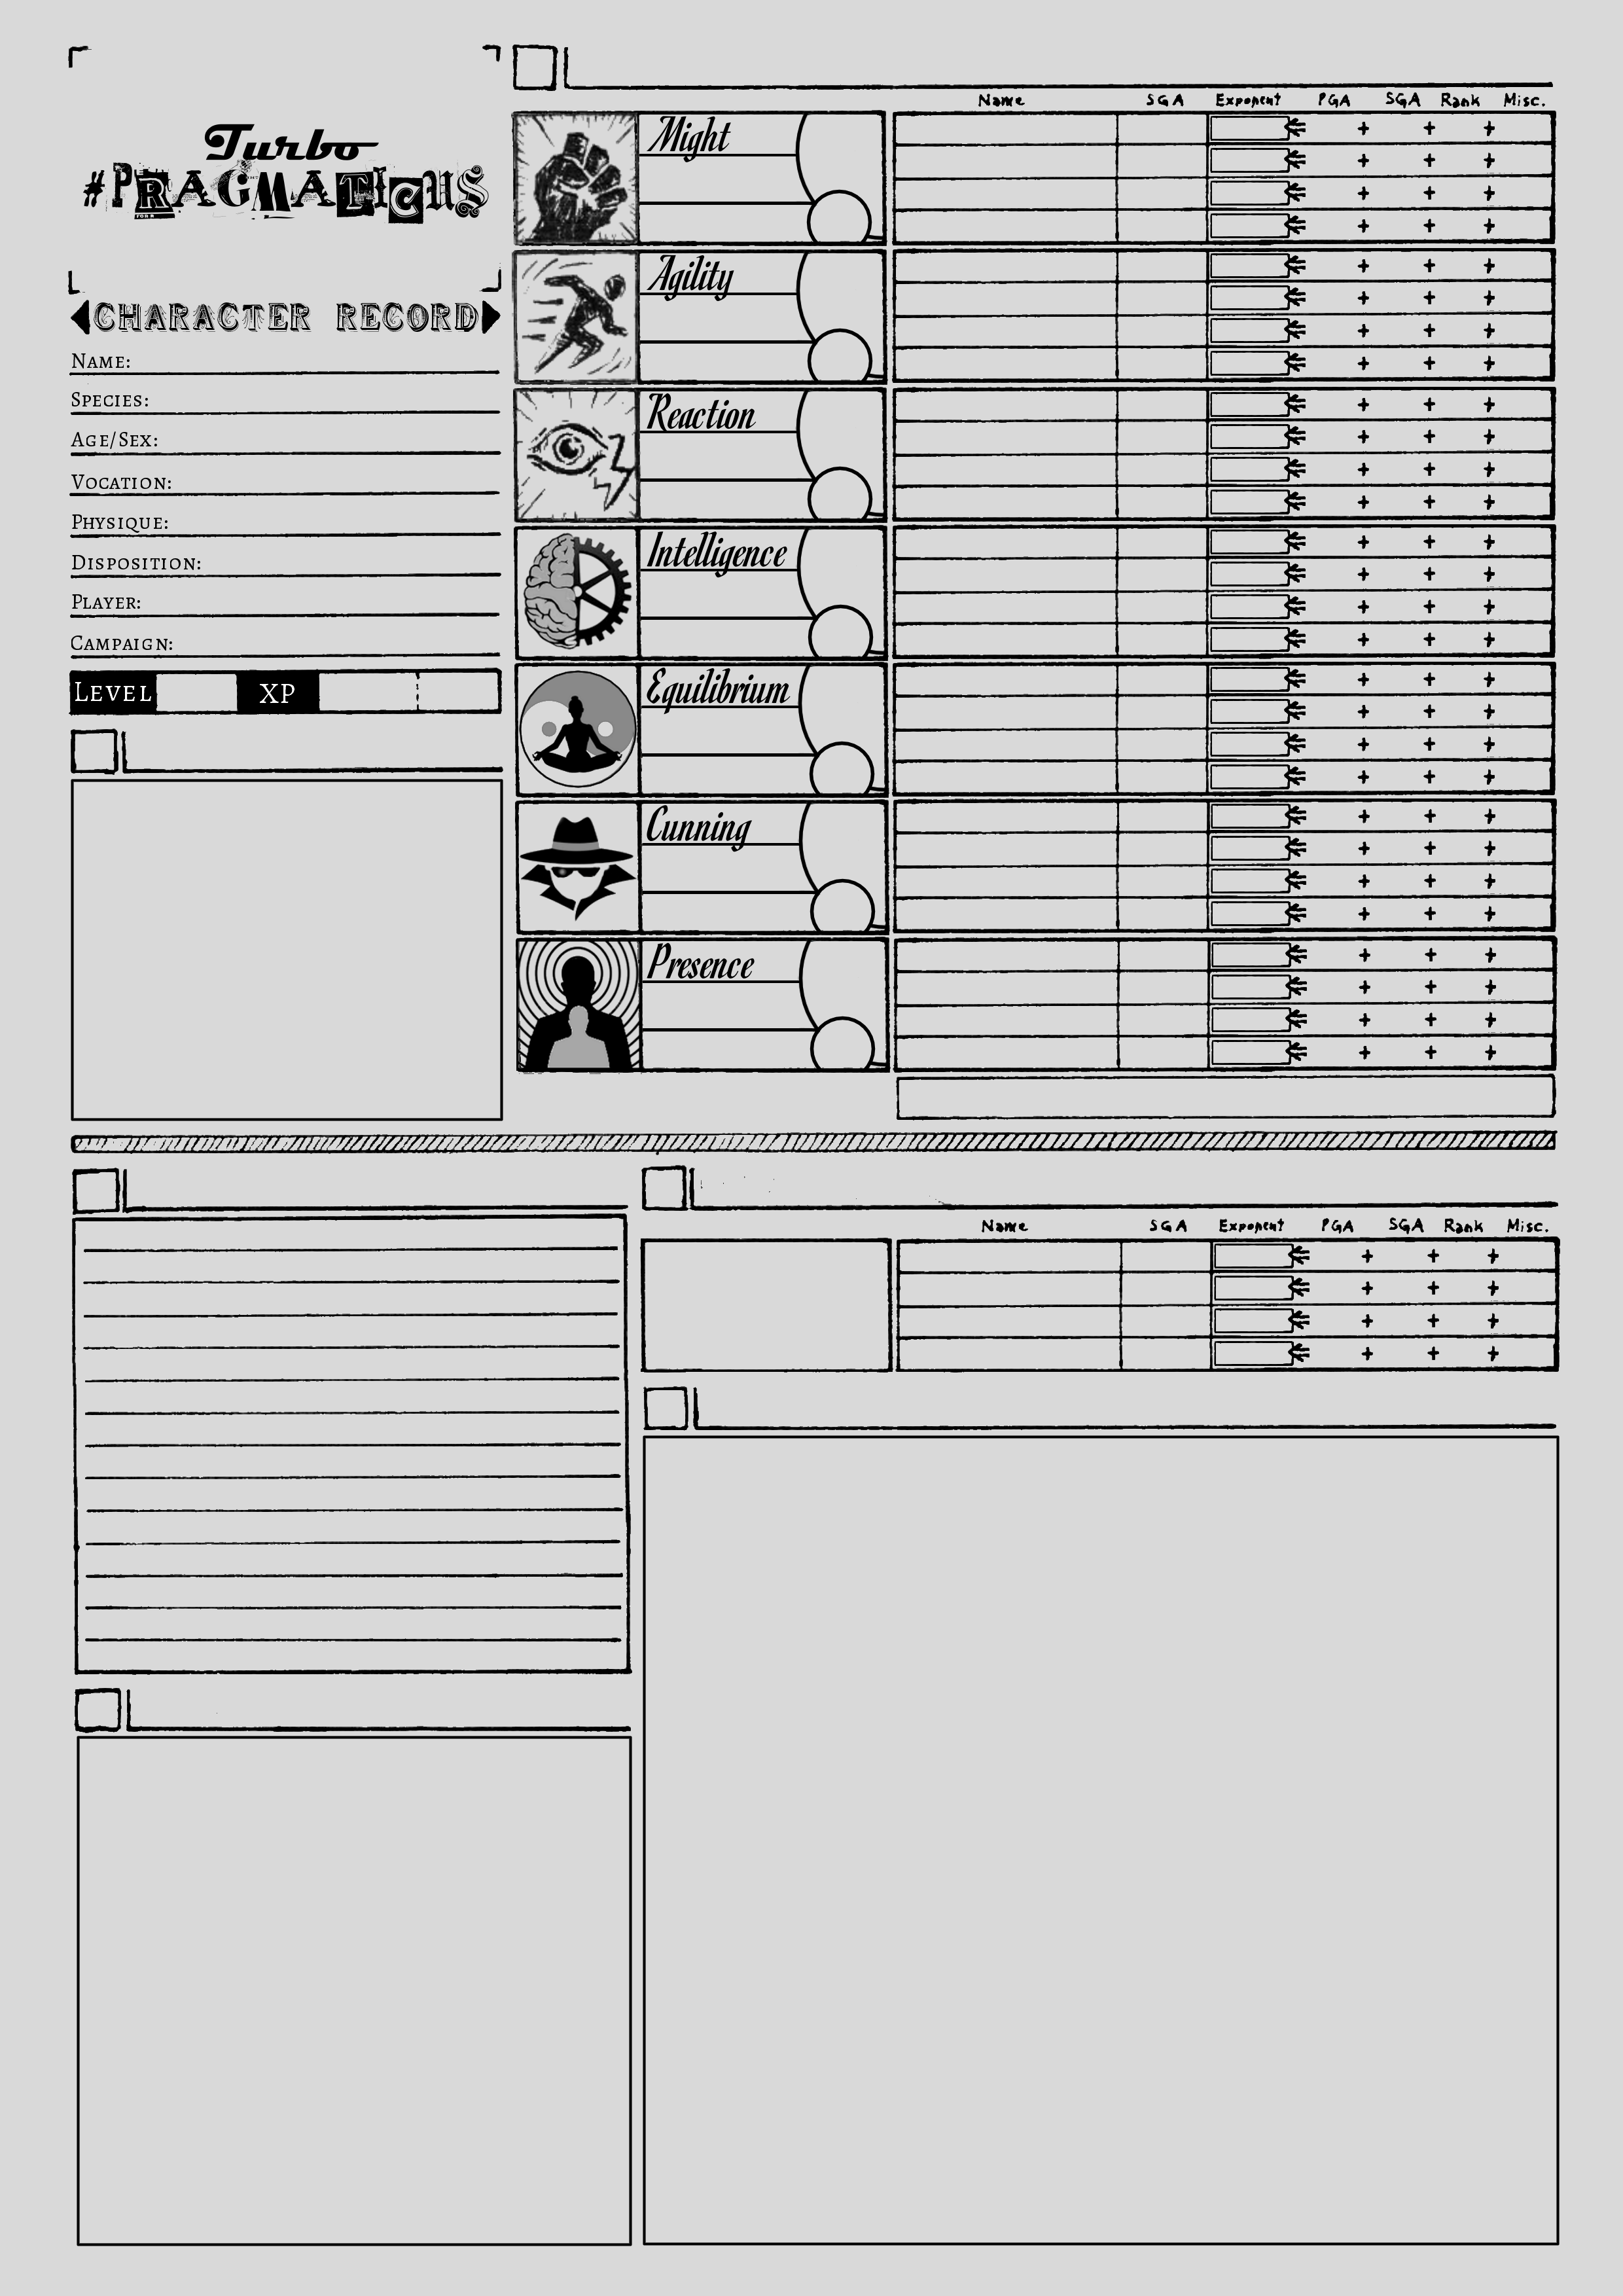 Turbo
#PRAGMATICUS
CHARACTER RECORD
NAME:
SPECIES:
AGE/SEX:
VOCATION:
PHYSIQUE:
DISPOSITION:
PLAYER:
CAMPAIGN:
LEVEL XP
Name SGA Exponent PGA SGA Rank Misc.
Might
+ + +
+ + +
+ + +
+ + +
Agility
+ + +
+ + +
+ + +
+ + +
Reaction
+ + +
+ + +
+ + +
+ + +
Intelligence
+ + +
+ + +
+ + +
+ + +
Equilibrium
+ + +
+ + +
+ + +
+ + +
Cunning
+ + +
+ + +
+ + +
+ + +
Presence
+ + +
+ + +
+ + +
+ + +
Name SGA Exponent PGA SGA Rank Misc.
+ + +
+ + +
+ + +
+ + +